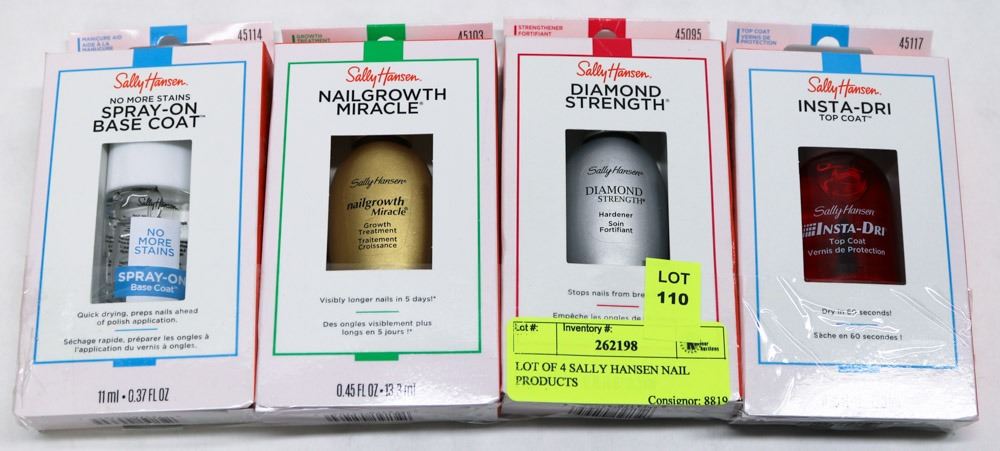 MANICURE AID
AIDE À LA
MANUCURE
45114
Sally Hansen.
NO MORE STAINS
SPRAY-ON
BASE COAT™
Sally Hansen
NO
MORE
STAINS
SPRAY-ON
Base Coat™
Quick drying, preps nails ahead
of polish application.
Séchage rapide, préparer les ongles à
l'application du vernis à ongles.
11 ml • 0.37 FL OZ
GROWTH
TREATMENT
45103
Sally Hansen.
NAILGROWTH
MIRACLE®
Sally Hansen®
nailgrowth
Miracle®
Growth
Treatment
Traitement
Croissance
Visibly longer nails in 5 days!*
Des ongles visiblement plus
longs en 5 jours !*
0.45 FL OZ • 13.3 ml
STRENGTHENER
FORTIFIANT
45095
Sally Hansen.
DIAMOND
STRENGTH®
Sally Hansen®
DIAMOND
STRENGTH®
Hardener
Soin
Fortifiant
Stops nails from bre
Empêche les ongles de
LOT
110
Lot #:
Inventory #:
262198
LOT OF 4 SALLY HANSEN NAIL
PRODUCTS
Consignor: 8819
TOP COAT
VERNIS DE
PROTECTION
45117
Sally Hansen.
INSTA-DRI
TOP COAT™
Sally Hansen
INSTA-DRI
Top Coat
Vernis de Protection
Dry in 60 seconds!
Sèche en 60 secondes !